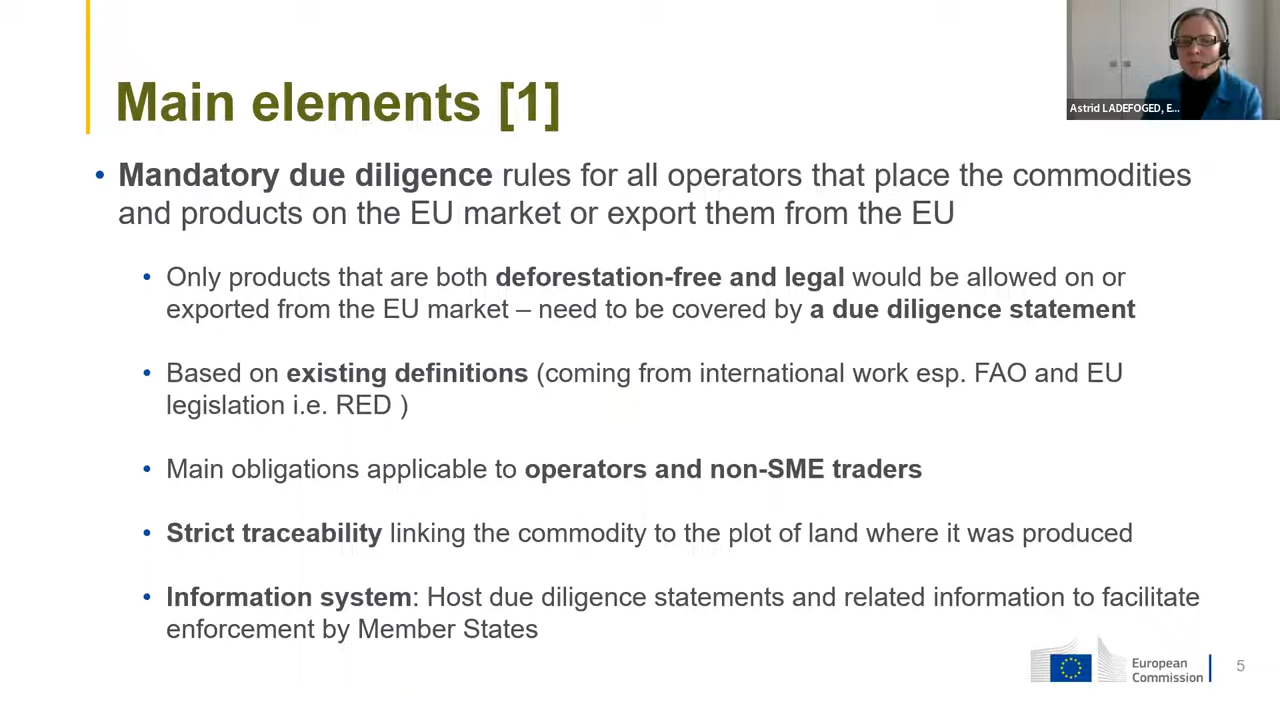 Main elements [1]
Astrid LADEFOGED, E...
• Mandatory due diligence rules for all operators that place the commodities
and products on the EU market or export them from the EU
• Only products that are both deforestation-free and legal would be allowed on or
exported from the EU market – need to be covered by a due diligence statement
• Based on existing definitions (coming from international work esp. FAO and EU
legislation i.e. RED )
• Main obligations applicable to operators and non-SME traders
• Strict traceability linking the commodity to the plot of land where it was produced
• Information system: Host due diligence statements and related information to facilitate
enforcement by Member States
European
Commission
5